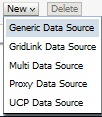 New Delete
Generic Data Source
GridLink Data Source
Multi Data Source
Proxy Data Source
UCP Data Source